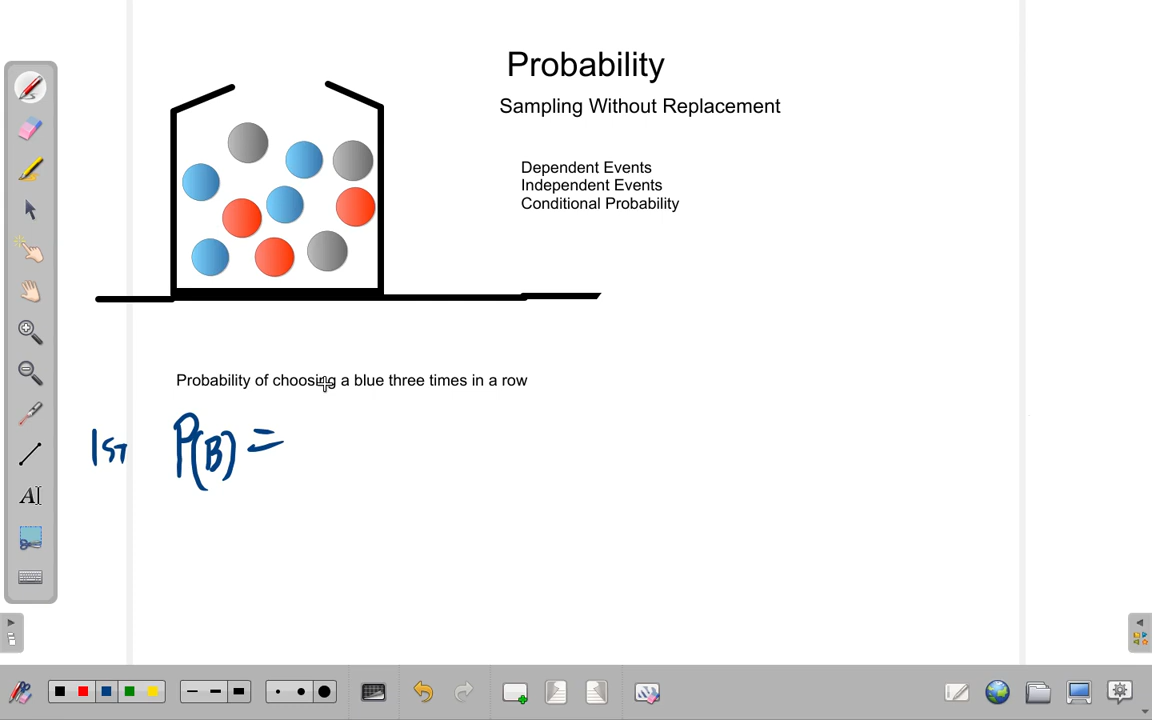 Probability
Sampling Without Replacement
Dependent Events
Independent Events
Conditional Probability
Probability of choosing a blue three times in a row
1ST P(B) =